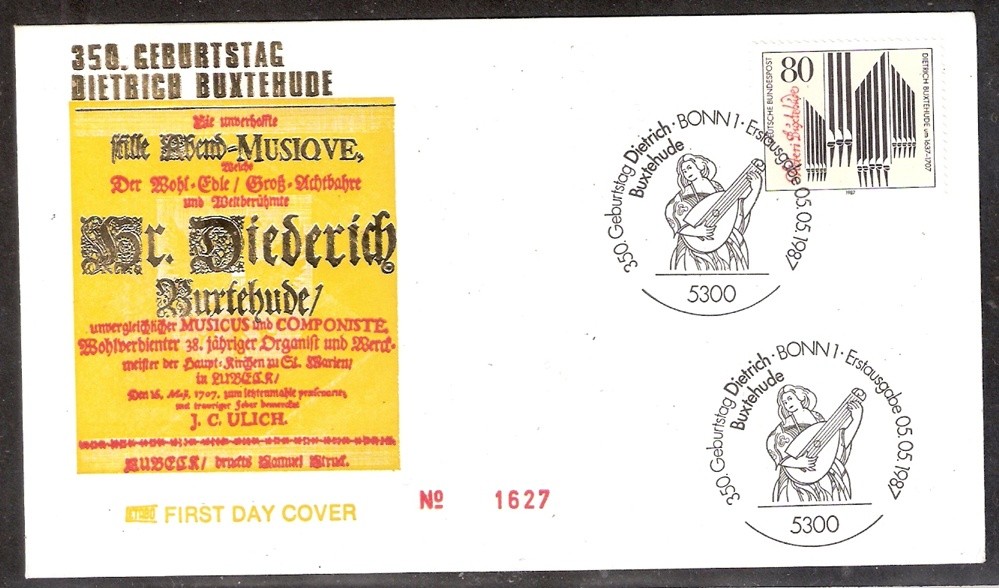 350. GEBURTSTAG
DIETRICH BUXTEHUDE
Die unverhoffte
stille Abend-MUSIQVE,
Welche
Der Wohl-Edle/ Groß-Achtbahre
und Weltberühmte
Hr. Diederich
Buxtehude/
unvergleichlicher MUSICUS und COMPONISTE,
Wohlverdienter 38. jähriger Organist und Werck-
meister der Haupt-Kirchen zu St. Marien/
in LUBECK/
Den 16. May, 1707. zum letztenmahle præsentirte,
mit trauriger Feder bemercket
J. C. ULICH.
LUBECK/ druckts Samuel Struck.
FIRST DAY COVER
No 1627
80
DEUTSCHE BUNDESPOST
DIETRICH BUXTEHUDE um 1637-1707
1987
350. Geburtstag Dietrich Buxtehude · BONN 1 · Erstausgabe 05.05.1987
5300
350. Geburtstag Dietrich Buxtehude · BONN 1 · Erstausgabe 05.05.1987
5300